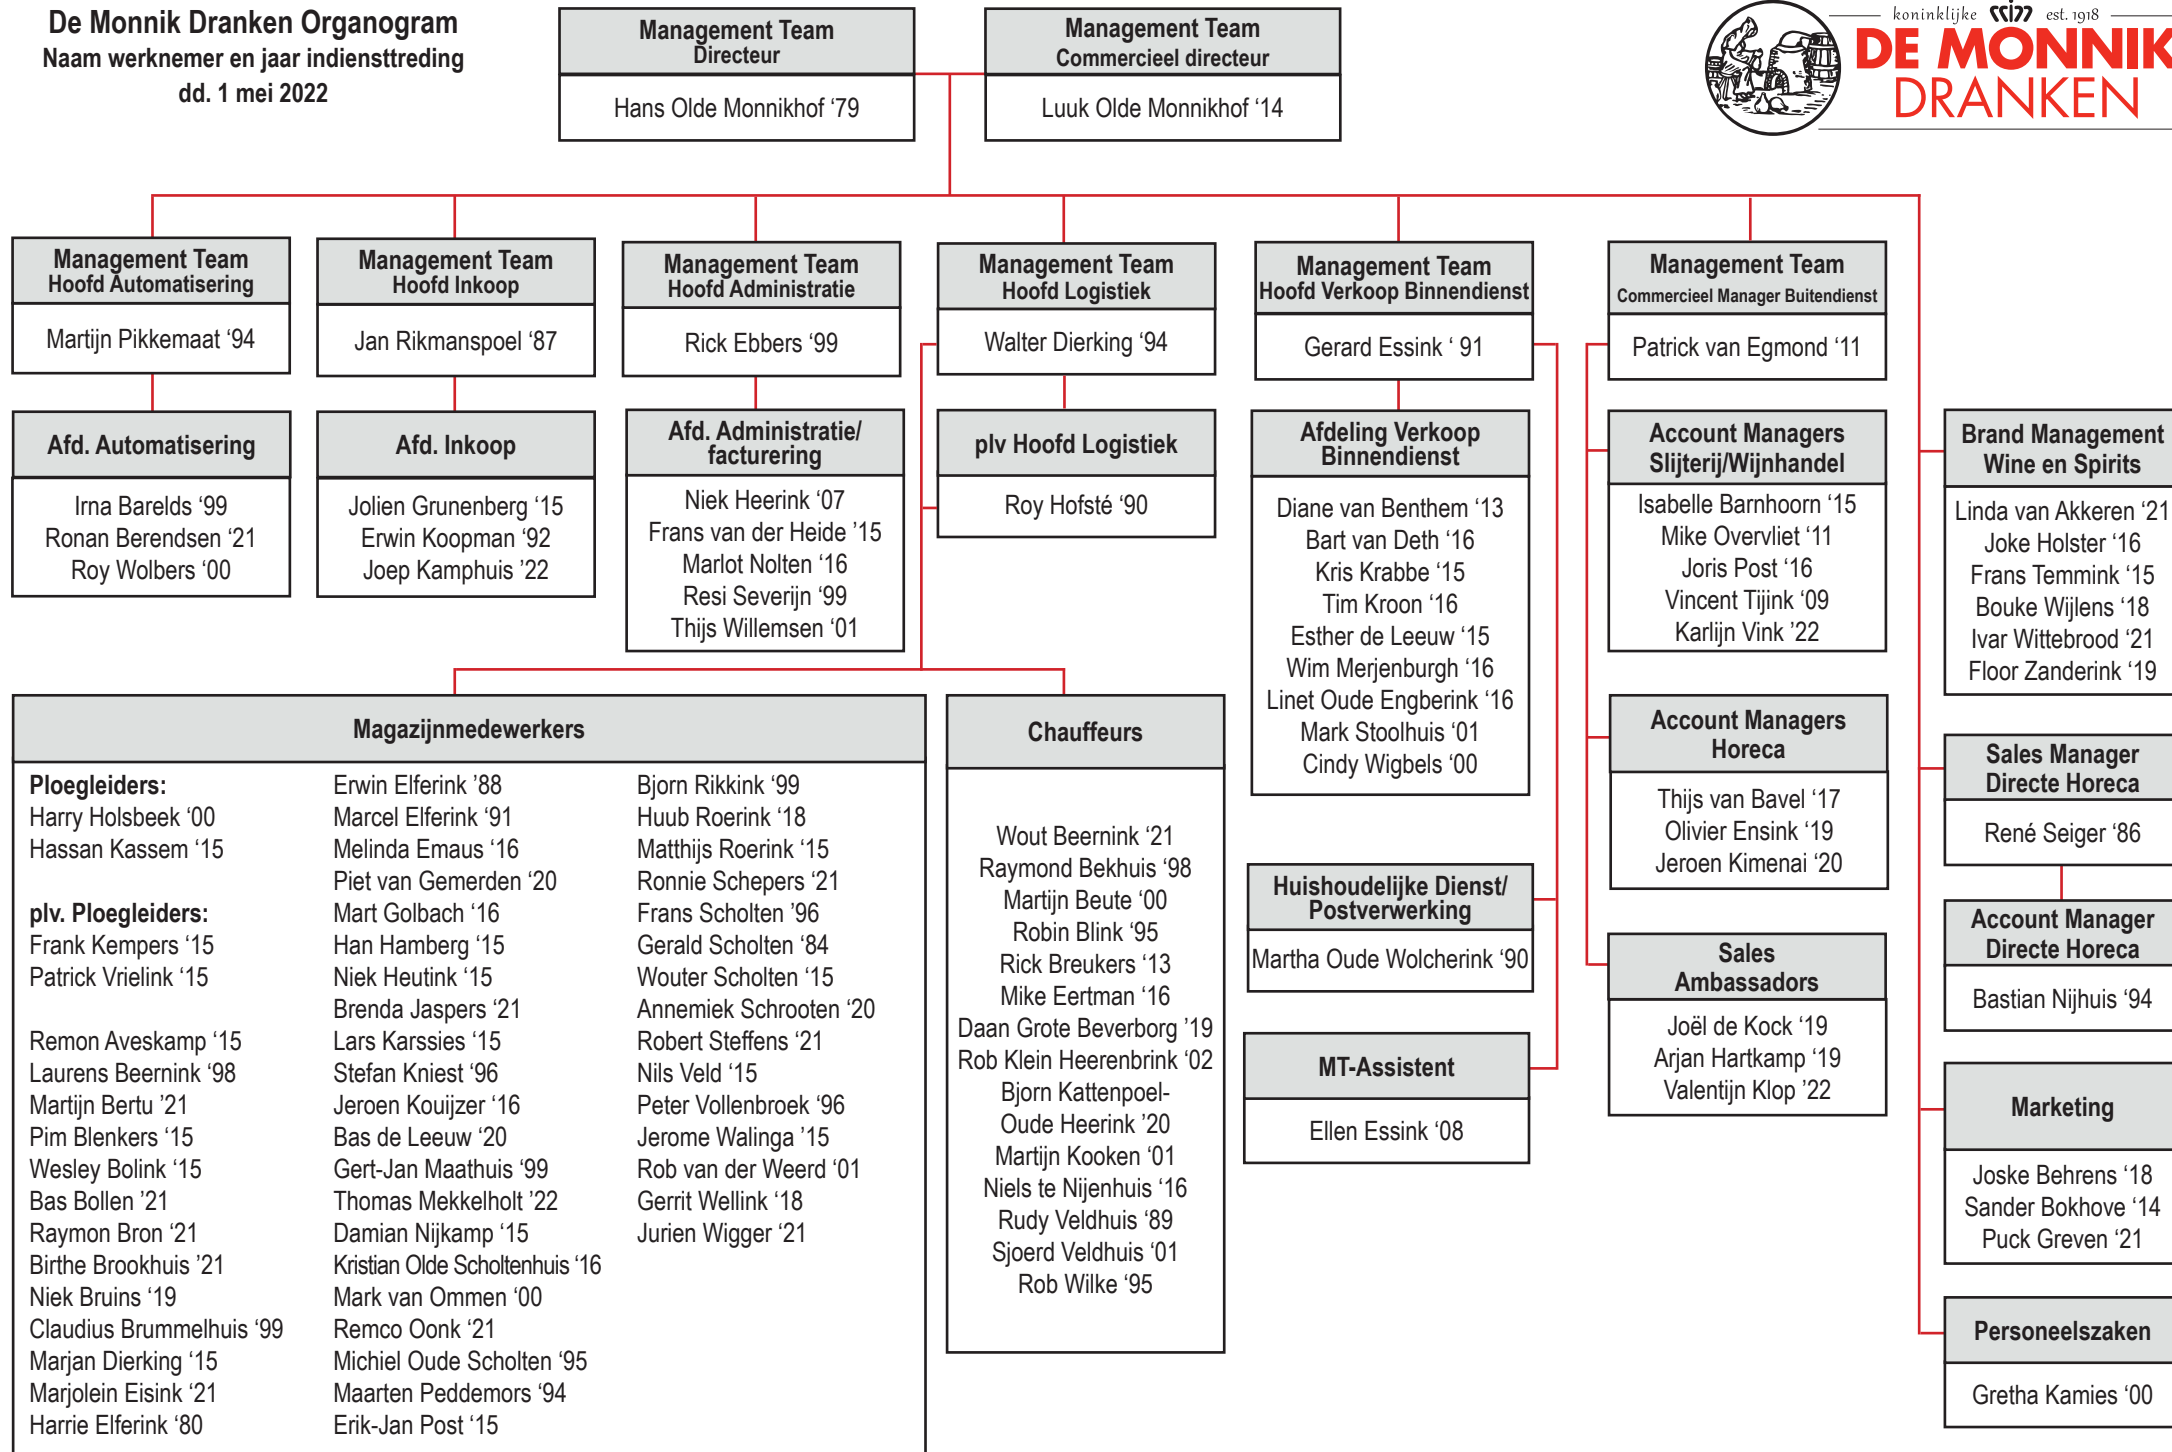 De Monnik Dranken Organogram
Naam werknemer en jaar indiensttreding
dd. 1 mei 2022
Management Team
Directeur
Hans Olde Monnikhof ‘79
Management Team
Commercieel directeur
Luuk Olde Monnikhof ‘14
koninklijke est. 1918
DE MONNIK
DRANKEN
Management Team
Hoofd Automatisering
Martijn Pikkemaat ‘94
Management Team
Hoofd Inkoop
Jan Rikmanspoel ‘87
Management Team
Hoofd Administratie
Rick Ebbers ‘99
Management Team
Hoofd Logistiek
Walter Dierking ‘94
Management Team
Hoofd Verkoop Binnendienst
Gerard Essink ‘ 91
Management Team
Commercieel Manager Buitendienst
Patrick van Egmond ‘11
Afd. Automatisering
Irna Barelds ‘99
Ronan Berendsen ‘21
Roy Wolbers ‘00
Afd. Inkoop
Jolien Grunenberg ‘15
Erwin Koopman ‘92
Joep Kamphuis ’22
Afd. Administratie/
facturering
Niek Heerink ‘07
Frans van der Heide ’15
Marlot Nolten ‘16
Resi Severijn ‘99
Thijs Willemsen ‘01
plv Hoofd Logistiek
Roy Hofsté ‘90
Afdeling Verkoop
Binnendienst
Diane van Benthem ‘13
Bart van Deth ‘16
Kris Krabbe ‘15
Tim Kroon ‘16
Esther de Leeuw ‘15
Wim Merjenburgh ‘16
Linet Oude Engberink ‘16
Mark Stoolhuis ‘01
Cindy Wigbels ‘00
Account Managers
Slijterij/Wijnhandel
Isabelle Barnhoorn ‘15
Mike Overvliet ‘11
Joris Post ‘16
Vincent Tijink ‘09
Karlijn Vink ’22
Brand Management
Wine en Spirits
Linda van Akkeren ‘21
Joke Holster ‘16
Frans Temmink ‘15
Bouke Wijlens ‘18
Ivar Wittebrood ‘21
Floor Zanderink ‘19
Magazijnmedewerkers
Ploegleiders:
Harry Holsbeek ‘00
Hassan Kassem ‘15
plv. Ploegleiders:
Frank Kempers ‘15
Patrick Vrielink ‘15
Remon Aveskamp ‘15
Laurens Beernink ‘98
Martijn Bertu ’21
Pim Blenkers ‘15
Wesley Bolink ‘15
Bas Bollen ‘21
Raymon Bron ‘21
Birthe Brookhuis ’21
Niek Bruins ‘19
Claudius Brummelhuis ‘99
Marjan Dierking ‘15
Marjolein Eisink ‘21
Harrie Elferink ‘80
Erwin Elferink ’88
Marcel Elferink ‘91
Melinda Emaus ‘16
Piet van Gemerden ‘20
Mart Golbach ‘16
Han Hamberg ‘15
Niek Heutink ‘15
Brenda Jaspers ‘21
Lars Karssies ‘15
Stefan Kniest ‘96
Jeroen Kouijzer ‘16
Bas de Leeuw ‘20
Gert-Jan Maathuis ‘99
Thomas Mekkelholt ’22
Damian Nijkamp ‘15
Kristian Olde Scholtenhuis ‘16
Mark van Ommen ‘00
Remco Oonk ‘21
Michiel Oude Scholten ‘95
Maarten Peddemors ‘94
Erik-Jan Post ‘15
Bjorn Rikkink ‘99
Huub Roerink ‘18
Matthijs Roerink ‘15
Ronnie Schepers ‘21
Frans Scholten ‘96
Gerald Scholten ‘84
Wouter Scholten ‘15
Annemiek Schrooten ‘20
Robert Steffens ‘21
Nils Veld ‘15
Peter Vollenbroek ‘96
Jerome Walinga ’15
Rob van der Weerd ‘01
Gerrit Wellink ‘18
Jurien Wigger ‘21
Chauffeurs
Wout Beernink ‘21
Raymond Bekhuis ‘98
Martijn Beute ‘00
Robin Blink ‘95
Rick Breukers ‘13
Mike Eertman ‘16
Daan Grote Beverborg ’19
Rob Klein Heerenbrink ‘02
Bjorn Kattenpoel-
Oude Heerink ‘20
Martijn Kooken ‘01
Niels te Nijenhuis ‘16
Rudy Veldhuis ‘89
Sjoerd Veldhuis ‘01
Rob Wilke ‘95
Huishoudelijke Dienst/
Postverwerking
Martha Oude Wolcherink ‘90
MT-Assistent
Ellen Essink ‘08
Account Managers
Horeca
Thijs van Bavel ‘17
Olivier Ensink ‘19
Jeroen Kimenai ‘20
Sales
Ambassadors
Joël de Kock ‘19
Arjan Hartkamp ‘19
Valentijn Klop ’22
Sales Manager
Directe Horeca
René Seiger ‘86
Account Manager
Directe Horeca
Bastian Nijhuis ‘94
Marketing
Joske Behrens ‘18
Sander Bokhove ‘14
Puck Greven ‘21
Personeelszaken
Gretha Kamies ‘00